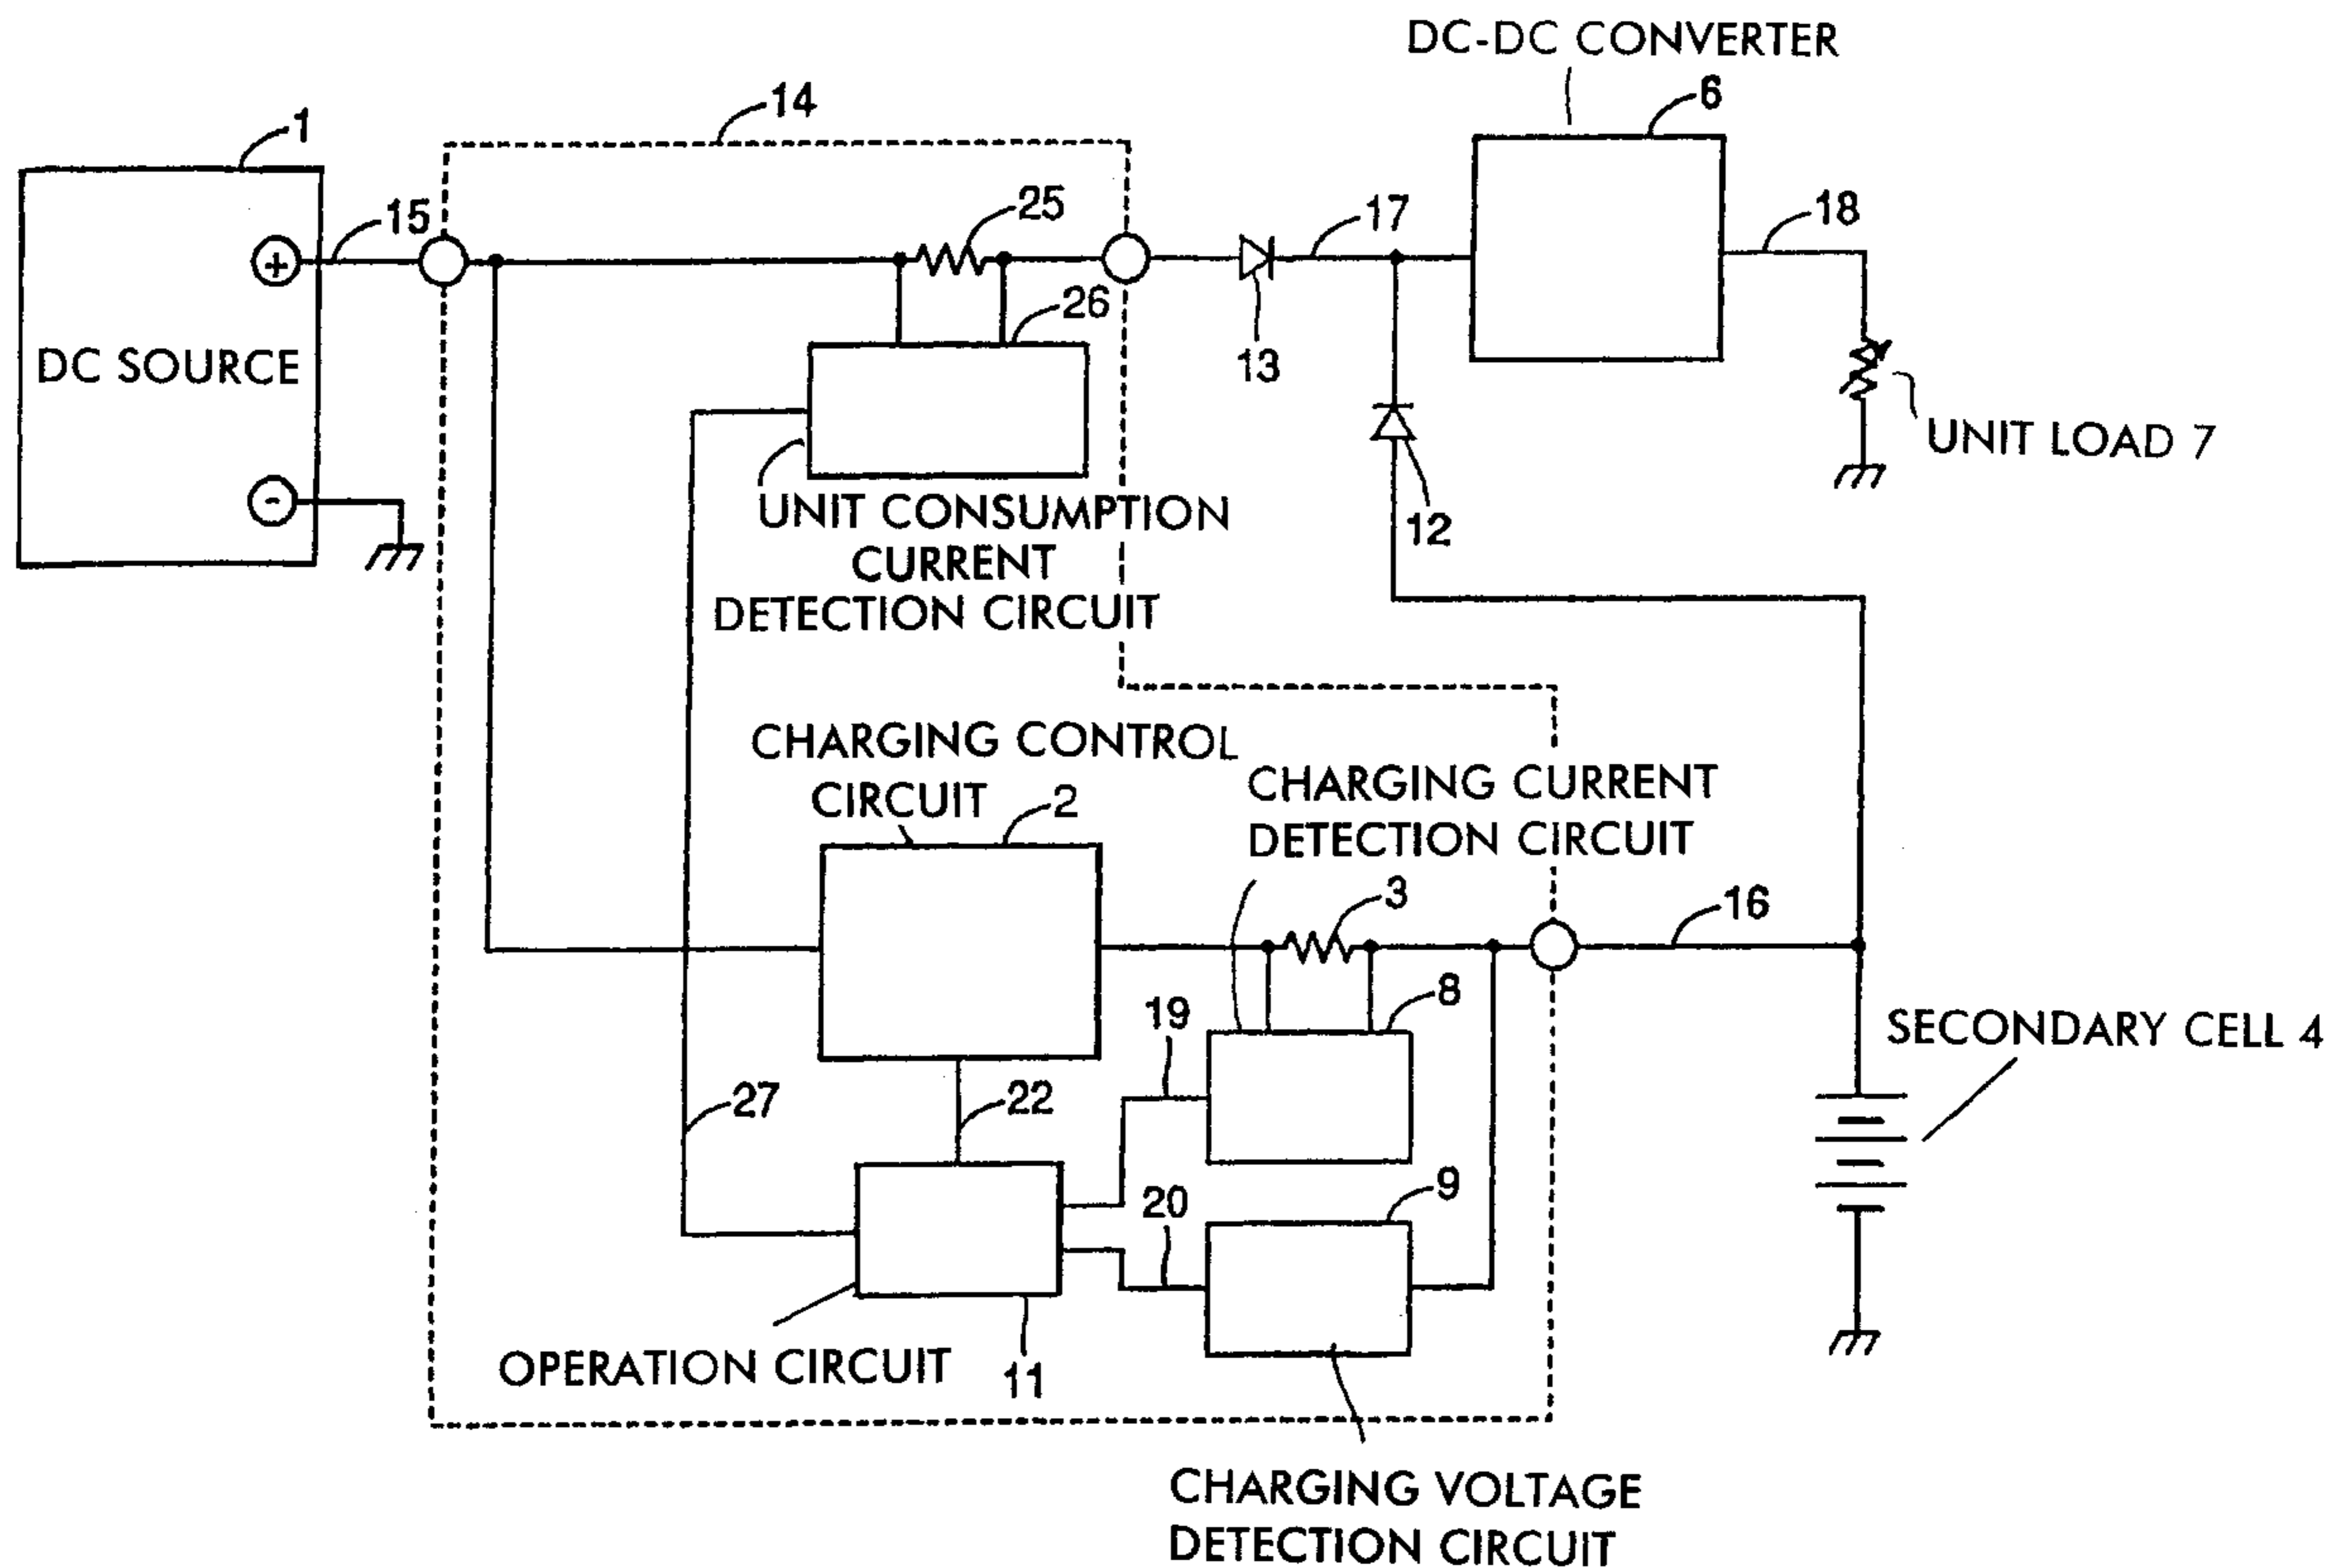 DC-DC CONVERTER
6
14
1
15
25
17
18
+
26
13
DC SOURCE
UNIT LOAD 7
-
12
UNIT CONSUMPTION
CURRENT
DETECTION CIRCUIT
CHARGING CONTROL
CIRCUIT
2
CHARGING CURRENT
DETECTION CIRCUIT
3
16
8
19
SECONDARY CELL 4
27
22
9
20
OPERATION CIRCUIT
11
CHARGING VOLTAGE
DETECTION CIRCUIT